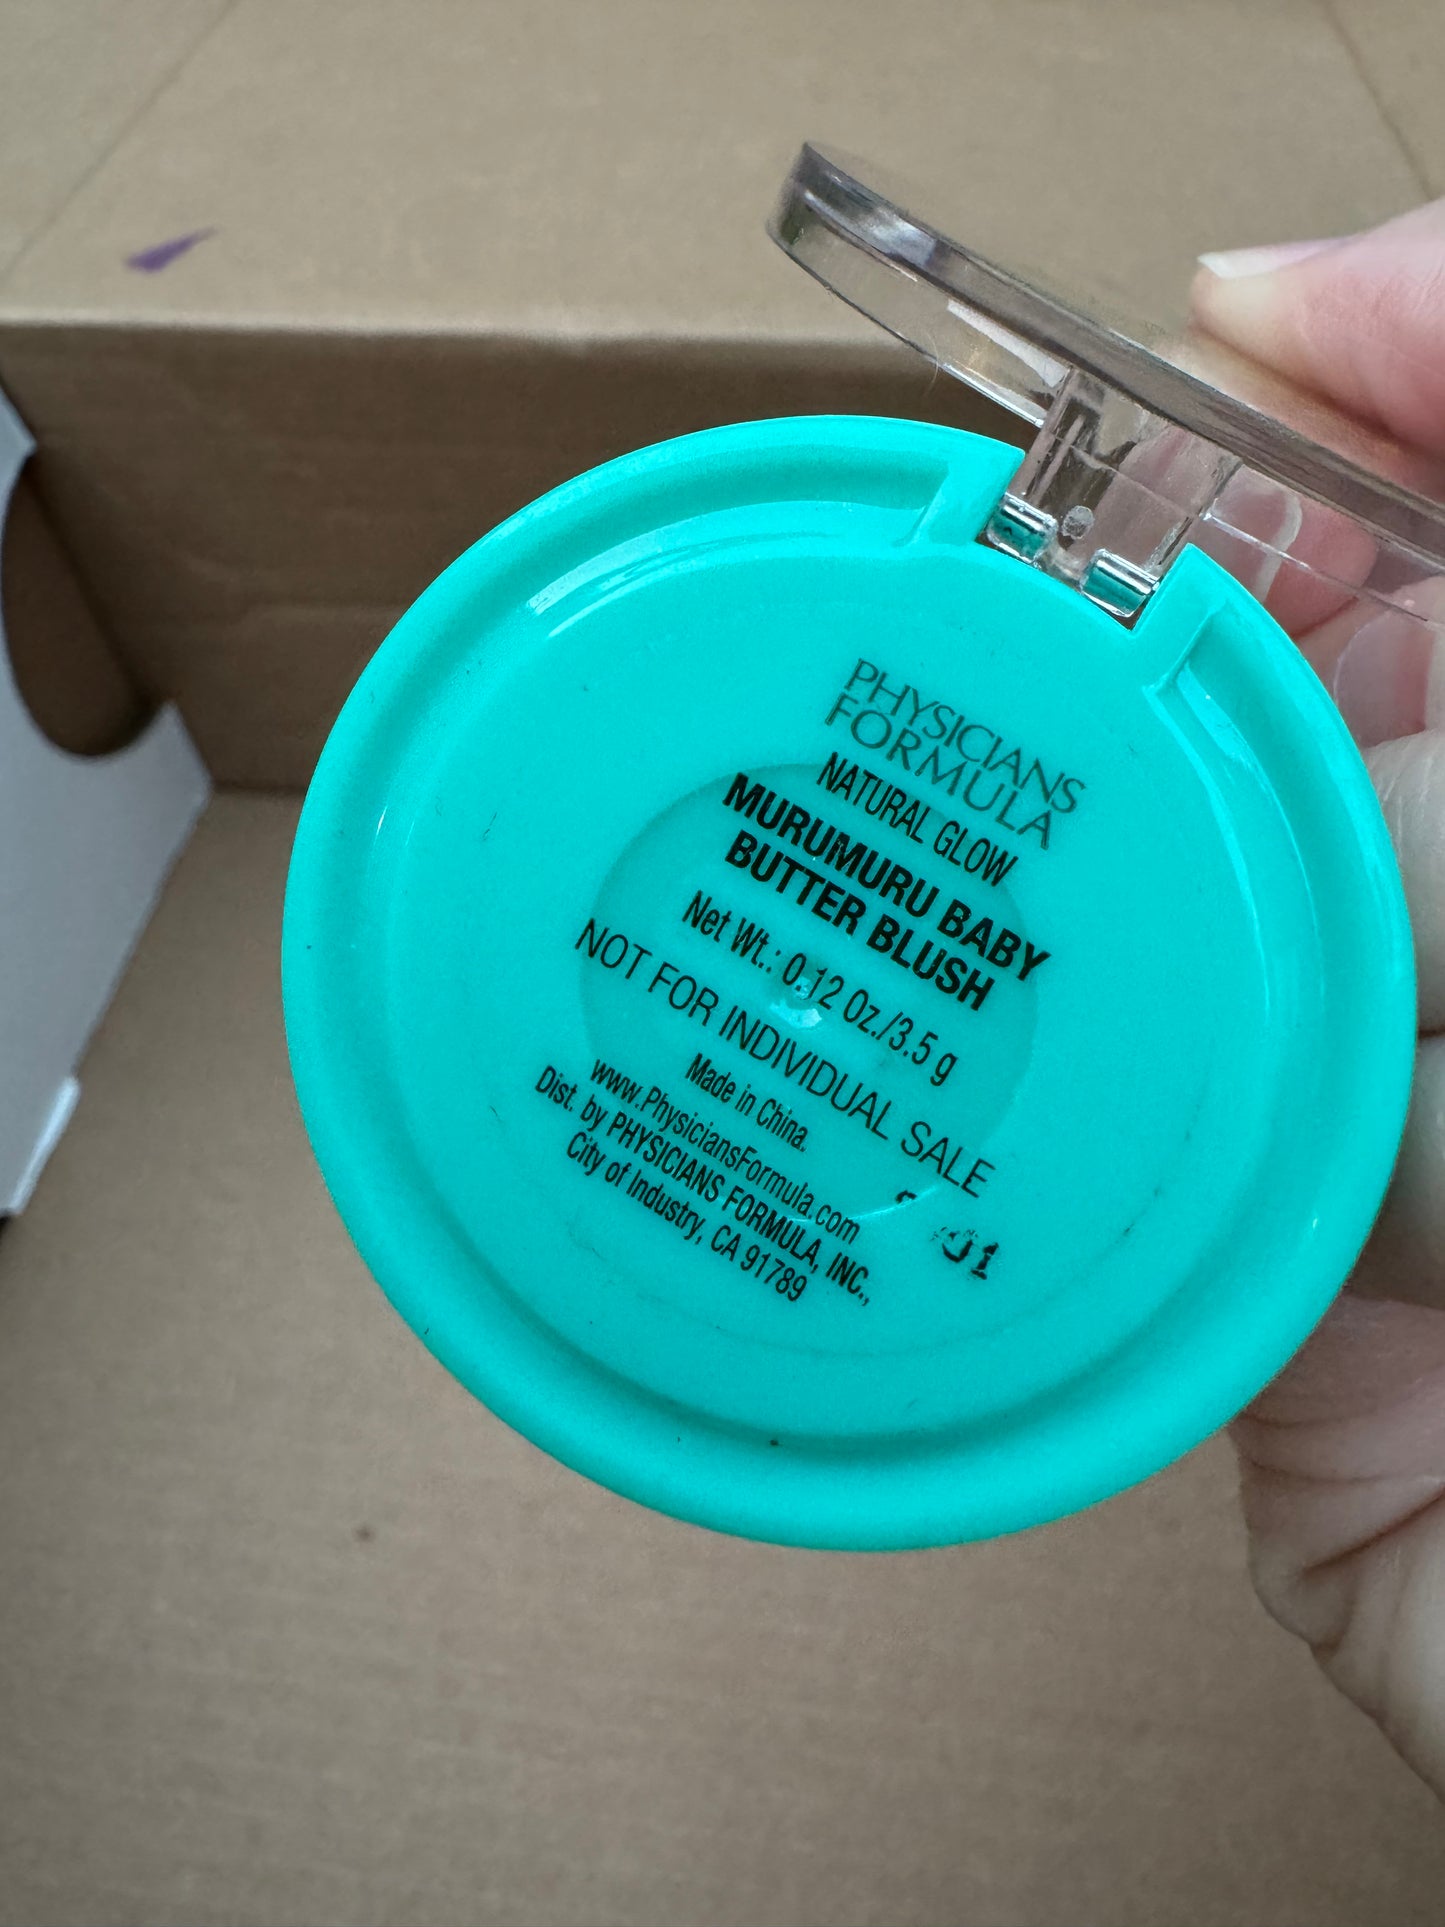 PHYSICIANS
FORMULA
NATURAL GLOW
MURUMURU BABY
BUTTER BLUSH
Net Wt.: 0.12 Oz./3.5 g
NOT FOR INDIVIDUAL SALE
Made in China.
www.PhysiciansFormula.com
Dist. by PHYSICIANS FORMULA, INC.,
City of Industry, CA 91789